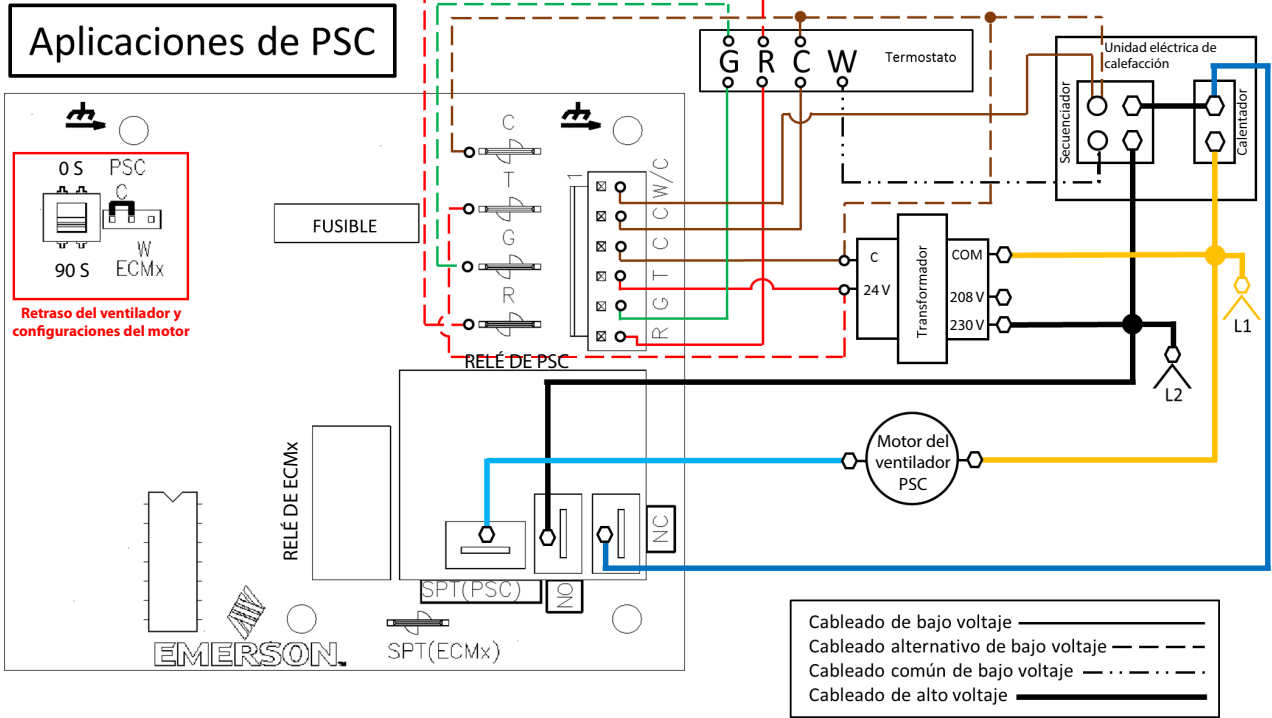 Aplicaciones de PSC
G R C W
Termostato
Unidad eléctrica de
calefacción
Secuenciador
Calentador
0 S
PSC
C
W
ECMx
90 S
Retraso del ventilador y
configuraciones del motor
FUSIBLE
C
T
G
R
1
W/C
C
C
T
G
R
C
24 V
Transformador
COM
208 V
230 V
L1
L2
RELÉ DE PSC
RELÉ DE ECMx
Motor del
ventilador
PSC
NC
SPT(PSC)
NO
SPT(ECMx)
EMERSON™
Cableado de bajo voltaje
Cableado alternativo de bajo voltaje
Cableado común de bajo voltaje
Cableado de alto voltaje